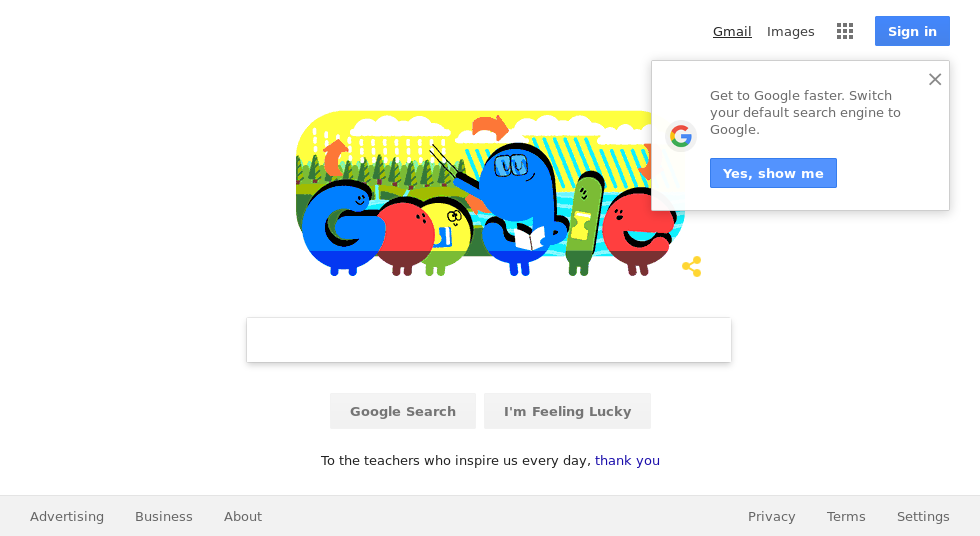 Gmail Images Sign in
Get to Google faster. Switch
your default search engine to
Google.
Yes, show me
Google Search I'm Feeling Lucky
To the teachers who inspire us every day, thank you
Advertising Business About Privacy Terms Settings